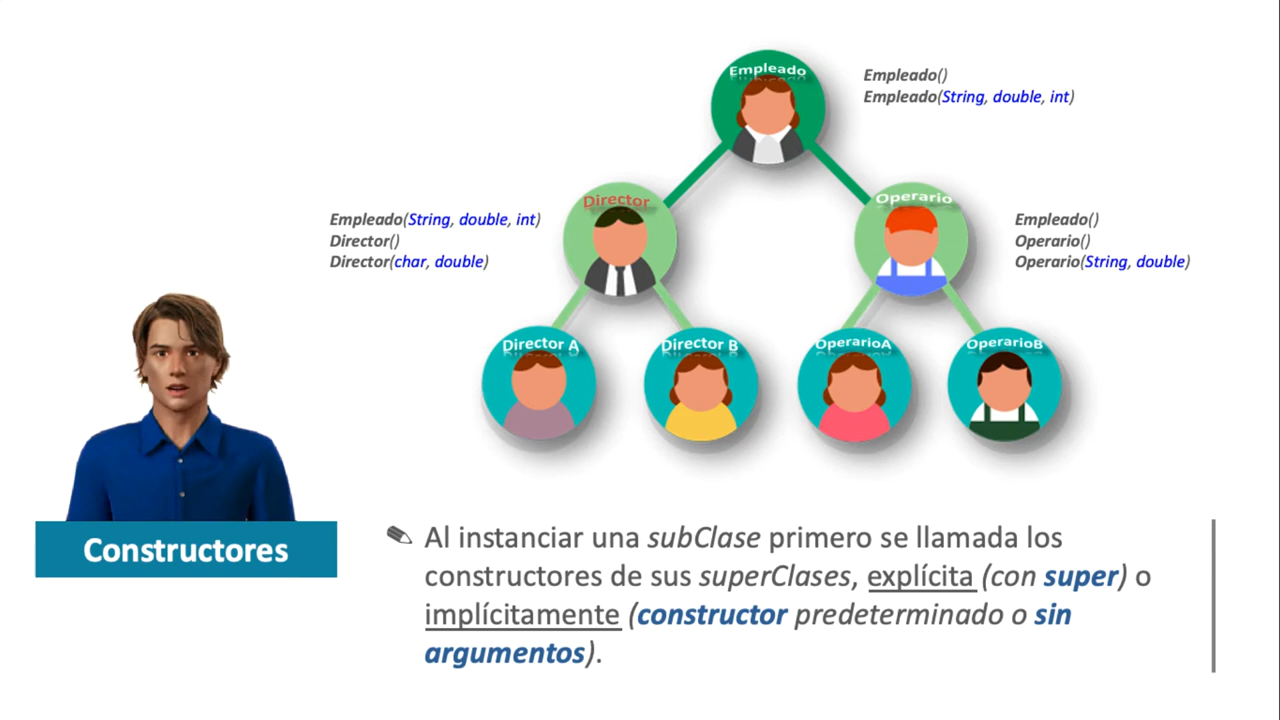 Empleado
Empleado()
Empleado(String, double, int)
Director
Empleado(String, double, int)
Director()
Director(char, double)
Operario
Empleado()
Operario()
Operario(String, double)
Director A
Director B
OperarioA
OperarioB
Constructores
Al instanciar una subClase primero se llamada los
constructores de sus superClases, explícita (con super) o
implícitamente (constructor predeterminado o sin
argumentos).